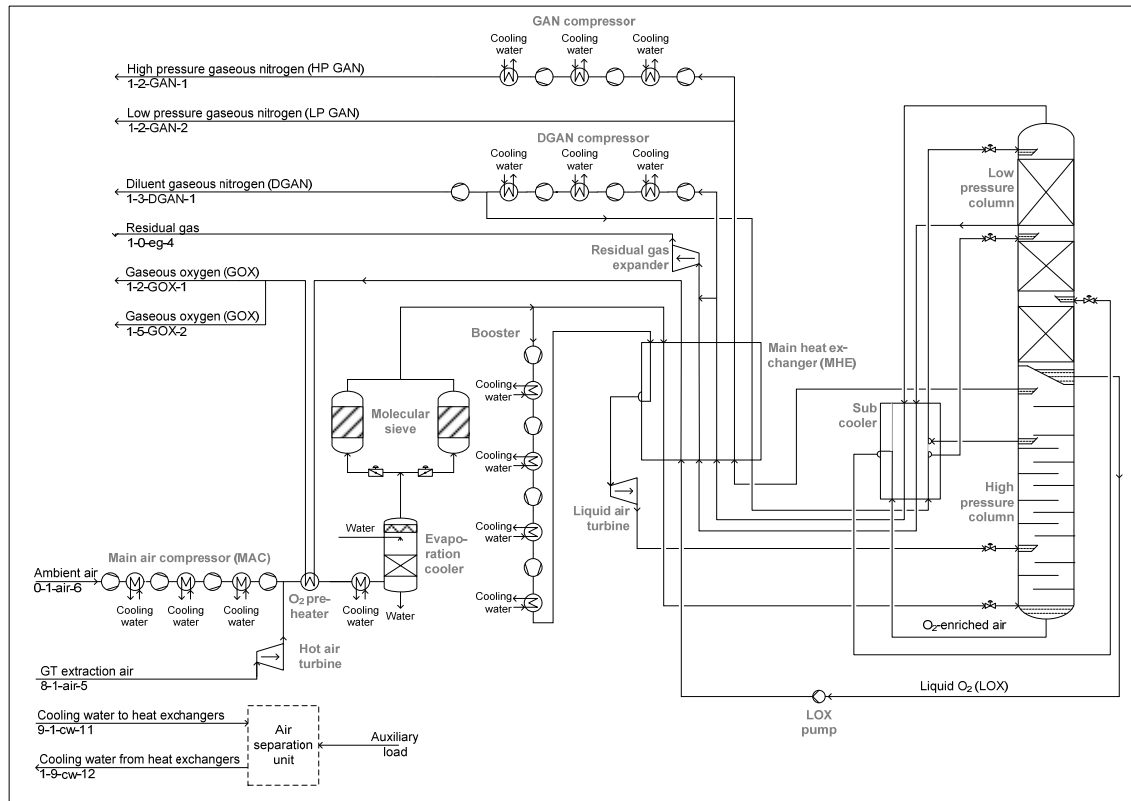 GAN compressor
Cooling
water
Cooling
water
Cooling
water
High pressure gaseous nitrogen (HP GAN)
1-2-GAN-1
Low pressure gaseous nitrogen (LP GAN)
1-2-GAN-2
DGAN compressor
Cooling
water
Cooling
water
Cooling
water
Diluent gaseous nitrogen (DGAN)
1-3-DGAN-1
Residual gas
1-0-eg-4
Residual gas
expander
Low
pressure
column
Gaseous oxygen (GOX)
1-2-GOX-1
Gaseous oxygen (GOX)
1-5-GOX-2
Booster
Main heat ex-
changer (MHE)
Cooling
water
Molecular
sieve
Sub
cooler
Cooling
water
High
pressure
column
Liquid air
turbine
Water
Evapo-
ration
cooler
Cooling
water
Main air compressor (MAC)
Ambient air
0-1-air-6
Cooling
water
Cooling
water
Cooling
water
O2 pre-
heater
Cooling
water
Water
Cooling
water
O2-enriched air
Hot air
turbine
GT extraction air
8-1-air-5
Liquid O2 (LOX)
LOX
pump
Cooling water to heat exchangers
9-1-cw-11
Air
separation
unit
Auxiliary
load
Cooling water from heat exchangers
1-9-cw-12